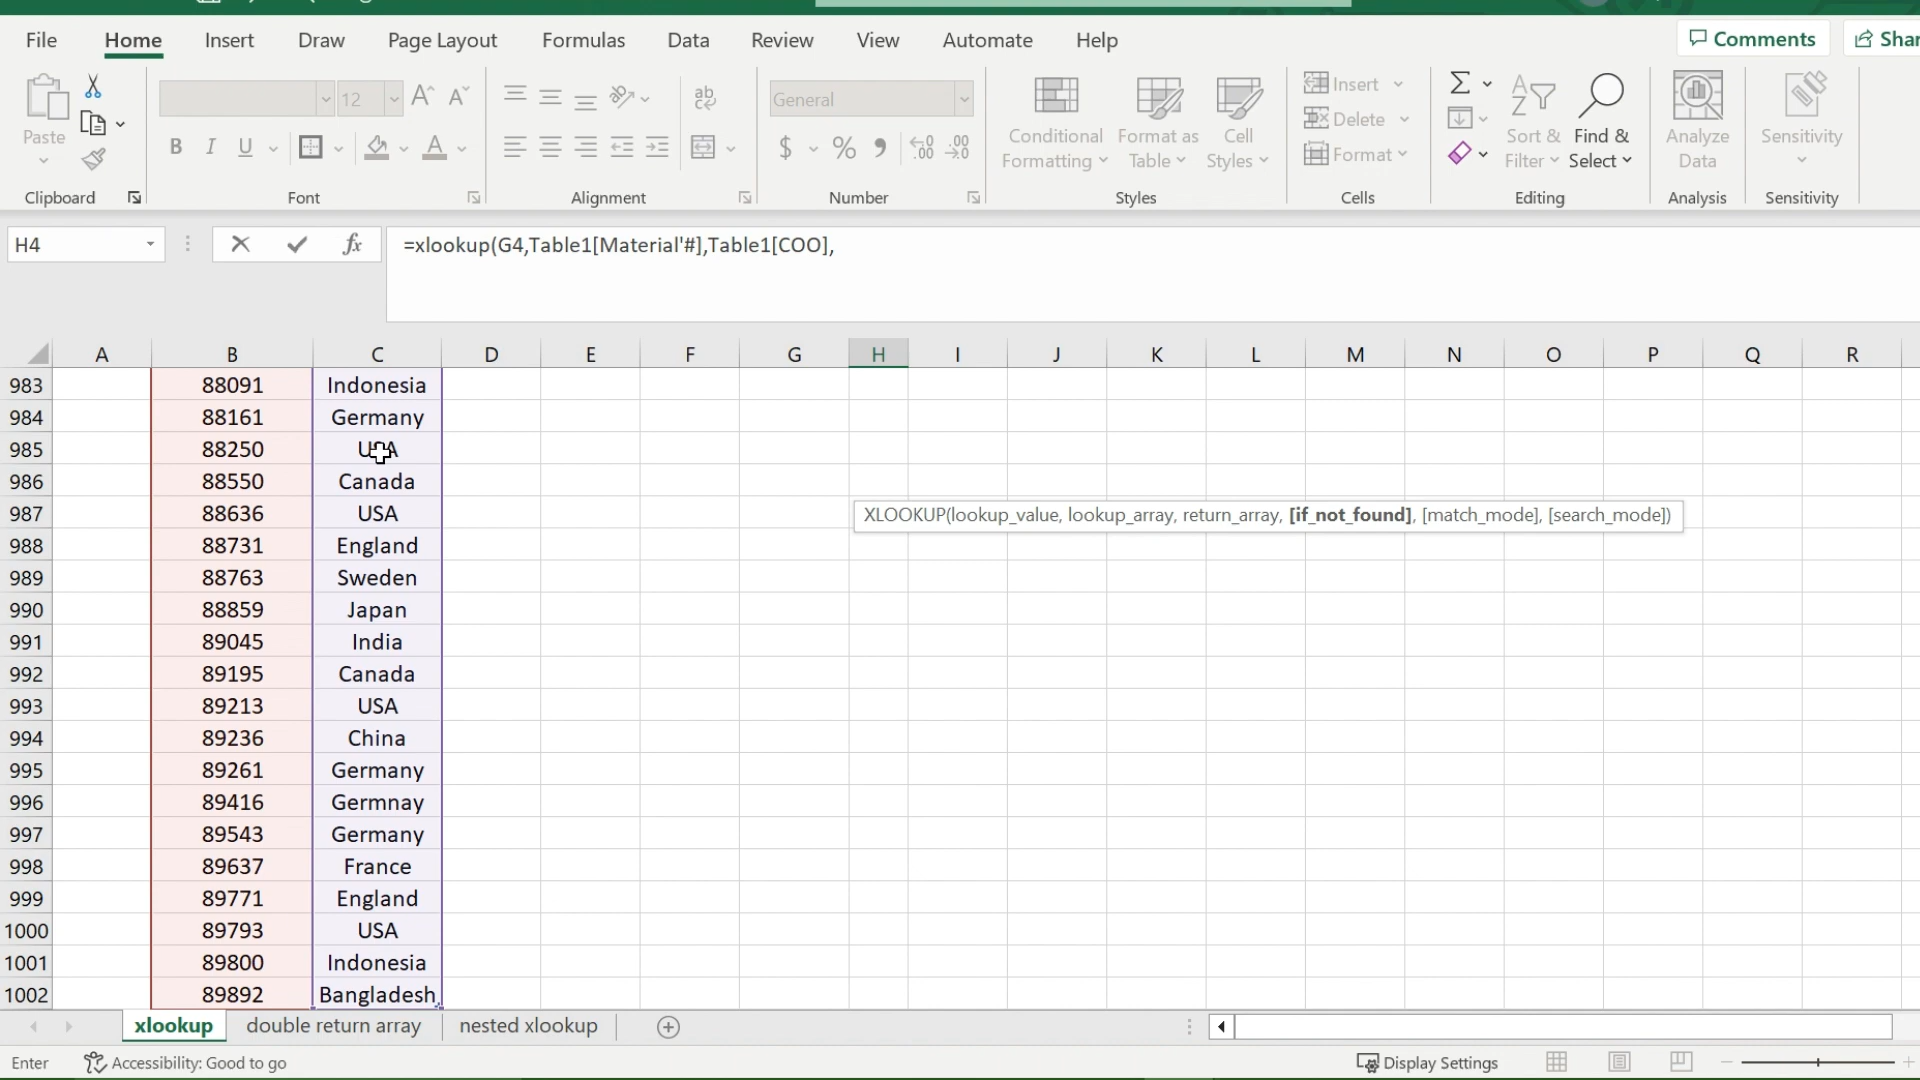 File Home Insert Draw Page Layout Formulas Data Review View Automate Help Comments Shar
Paste
Clipboard
12
B I U A
Font
ab
Alignment
General
$ % 9 .00
Number
Conditional Formatting
Format as Table
Cell Styles
Styles
Insert
Delete
Format
Cells
Sort & Filter
Find & Select
Editing
Analyze Data
Analysis
Sensitivity
Sensitivity
H4 fx =xlookup(G4,Table1[Material'#],Table1[COO],
A B C D E F G H I J K L M N O P Q R
983 88091 Indonesia
984 88161 Germany
985 88250 USA
986 88550 Canada
987 88636 USA
XLOOKUP(lookup_value, lookup_array, return_array, [if_not_found], [match_mode], [search_mode])
988 88731 England
989 88763 Sweden
990 88859 Japan
991 89045 India
992 89195 Canada
993 89213 USA
994 89236 China
995 89261 Germany
996 89416 Germnay
997 89543 Germany
998 89637 France
999 89771 England
1000 89793 USA
1001 89800 Indonesia
1002 89892 Bangladesh
xlookup double return array nested xlookup
Enter Accessibility: Good to go Display Settings